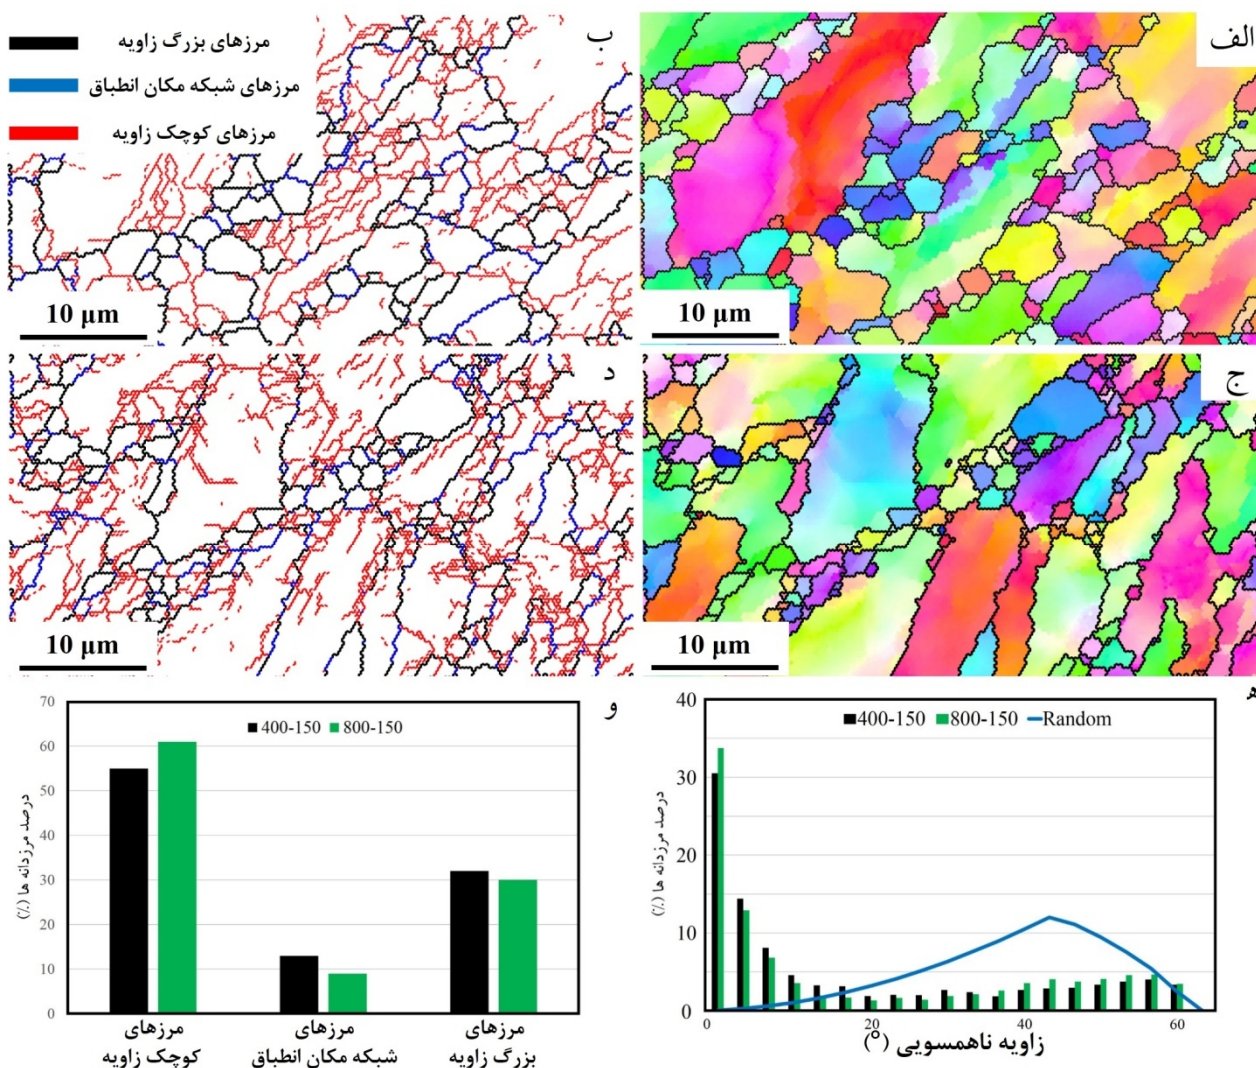 الف
ب
مرزهای بزرگ زاویه
مرزهای شبکه مکان انطباق
مرزهای کوچک زاویه
10 μm
10 μm
ج
د
10 μm
10 μm
ه
400-150
800-150
Random
40
30
20
10
0
درصد مرزدانه ها (٪)
0
20
40
60
زاویه ناهمسویی (°)
و
400-150
800-150
70
60
50
40
30
20
10
0
درصد مرزدانه ها (٪)
مرزهای
کوچک زاویه
مرزهای
شبکه مکان انطباق
مرزهای
بزرگ زاویه